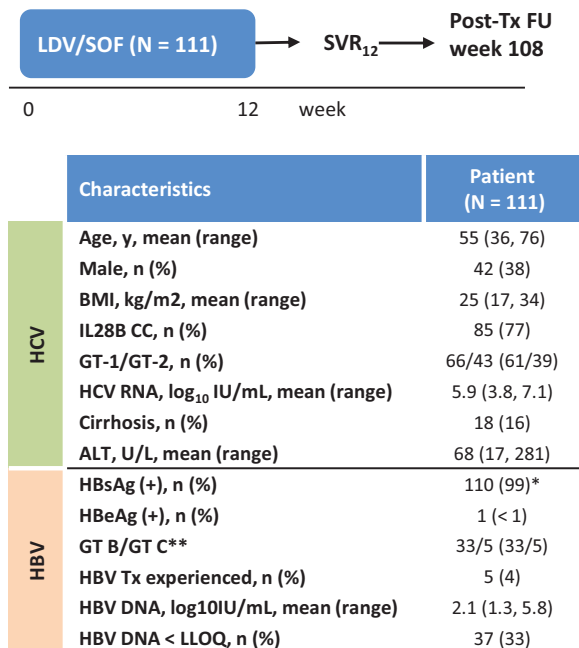 LDV/SOF (N = 111)
SVR12
Post-Tx FU
week 108
0
12
week
Characteristics
Patient
(N = 111)
HCV
Age, y, mean (range) 55 (36, 76)
Male, n (%) 42 (38)
BMI, kg/m2, mean (range) 25 (17, 34)
IL28B CC, n (%) 85 (77)
GT-1/GT-2, n (%) 66/43 (61/39)
HCV RNA, log10 IU/mL, mean (range) 5.9 (3.8, 7.1)
Cirrhosis, n (%) 18 (16)
ALT, U/L, mean (range) 68 (17, 281)
HBV
HBsAg (+), n (%) 110 (99)*
HBeAg (+), n (%) 1 (< 1)
GT B/GT C** 33/5 (33/5)
HBV Tx experienced, n (%) 5 (4)
HBV DNA, log10IU/mL, mean (range) 2.1 (1.3, 5.8)
HBV DNA < LLOQ, n (%) 37 (33)